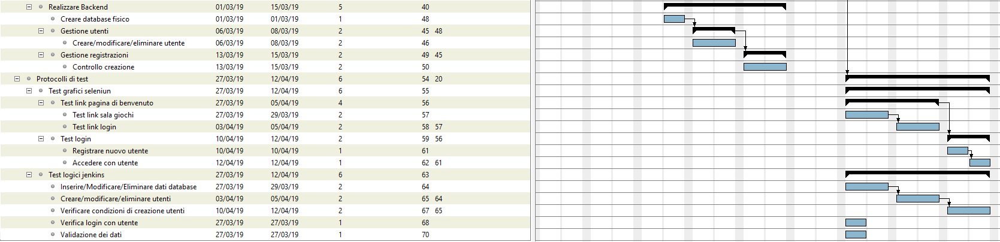 Realizzare Backend 01/03/19 15/03/19 5 40
Creare database fisico 01/03/19 01/03/19 1 48
Gestione utenti 06/03/19 08/03/19 2 45 48
Creare/modificare/eliminare utente 06/03/19 08/03/19 2 46
Gestione registrazioni 13/03/19 15/03/19 2 49 45
Controllo creazione 13/03/19 15/03/19 2 50
Protocolli di test 27/03/19 12/04/19 6 54 20
Test grafici seleniun 27/03/19 12/04/19 6 55
Test link pagina di benvenuto 27/03/19 05/04/19 4 56
Test link sala giochi 27/03/19 29/03/19 2 57
Test link login 03/04/19 05/04/19 2 58 57
Test login 10/04/19 12/04/19 2 59 56
Registrare nuovo utente 10/04/19 10/04/19 1 61
Accedere con utente 12/04/19 12/04/19 1 62 61
Test logici jenkins 27/03/19 12/04/19 6 63
Inserire/Modificare/Eliminare dati database 27/03/19 29/03/19 2 64
Creare/modificare/eliminare utenti 03/04/19 05/04/19 2 65 64
Verificare condizioni di creazione utenti 10/04/19 12/04/19 2 67 65
Verifica login con utente 27/03/19 27/03/19 1 68
Validazione dei dati 27/03/19 27/03/19 1 70